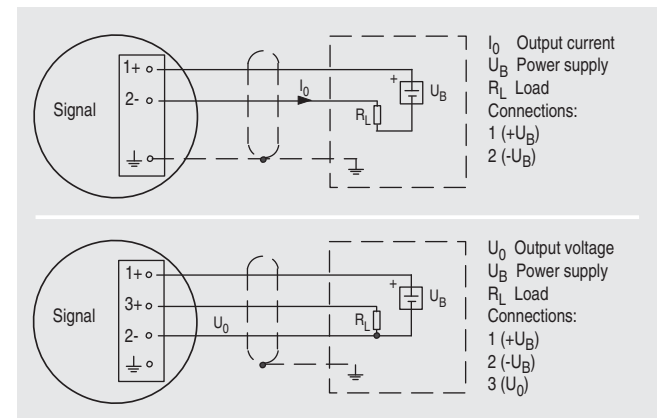 1+
2-
Signal
I0
+
UB
RL
I0 Output current
UB Power supply
RL Load
Connections:
1 (+UB)
2 (-UB)
1+
3+
2-
Signal
U0
+
UB
RL
U0 Output voltage
UB Power supply
RL Load
Connections:
1 (+UB)
2 (-UB)
3 (U0)